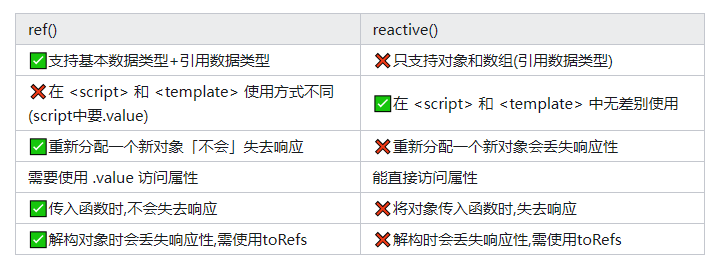 ref()
reactive()
✅支持基本数据类型+引用数据类型
❌只支持对象和数组(引用数据类型)
❌在 <script> 和 <template> 使用方式不同
(script中要.value)
✅在 <script> 和 <template> 中无差别使用
✅重新分配一个新对象「不会」失去响应
❌重新分配一个新对象会丢失响应性
需要使用 .value 访问属性
能直接访问属性
✅传入函数时,不会失去响应
❌将对象传入函数时,失去响应
✅解构对象时会丢失响应性,需使用toRefs
❌解构时会丢失响应性,需使用toRefs